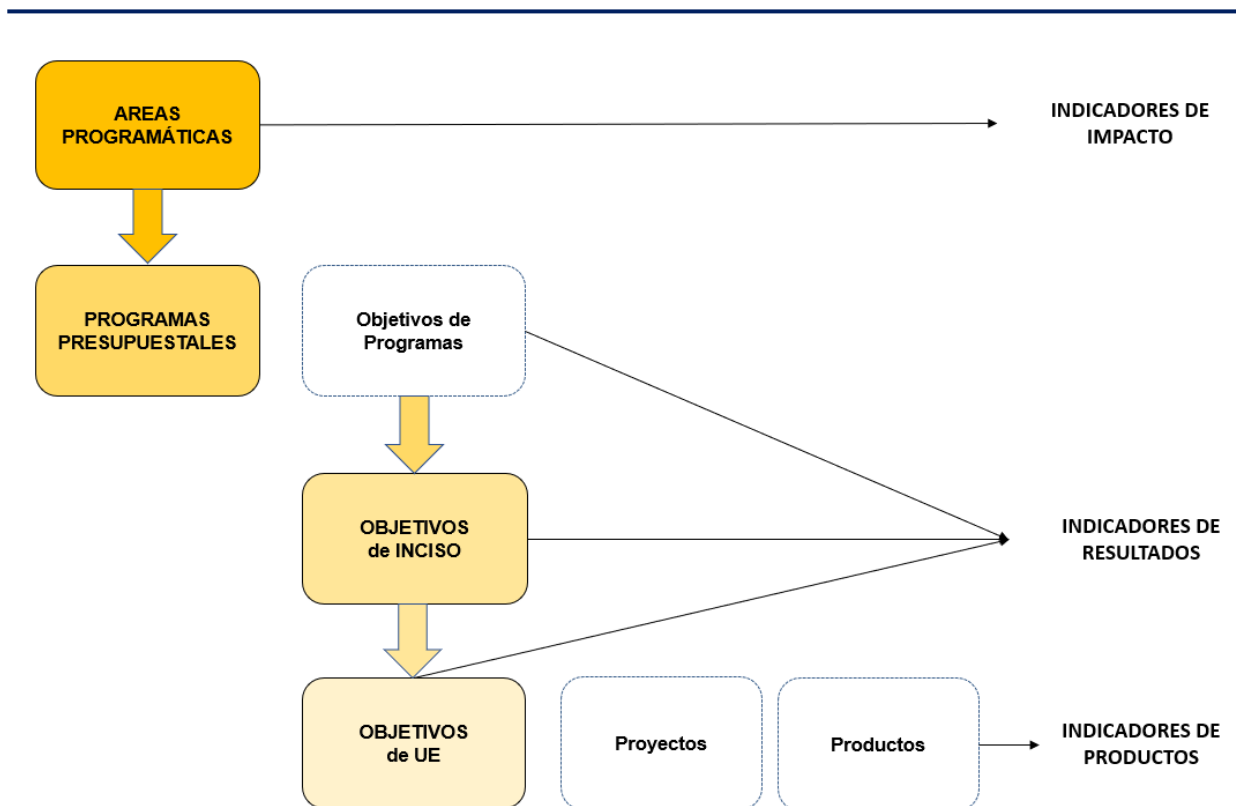 AREAS
PROGRAMÁTICAS
INDICADORES DE
IMPACTO
PROGRAMAS
PRESUPUESTALES
Objetivos de
Programas
OBJETIVOS
de INCISO
INDICADORES DE
RESULTADOS
OBJETIVOS
de UE
Proyectos
Productos
INDICADORES DE
PRODUCTOS